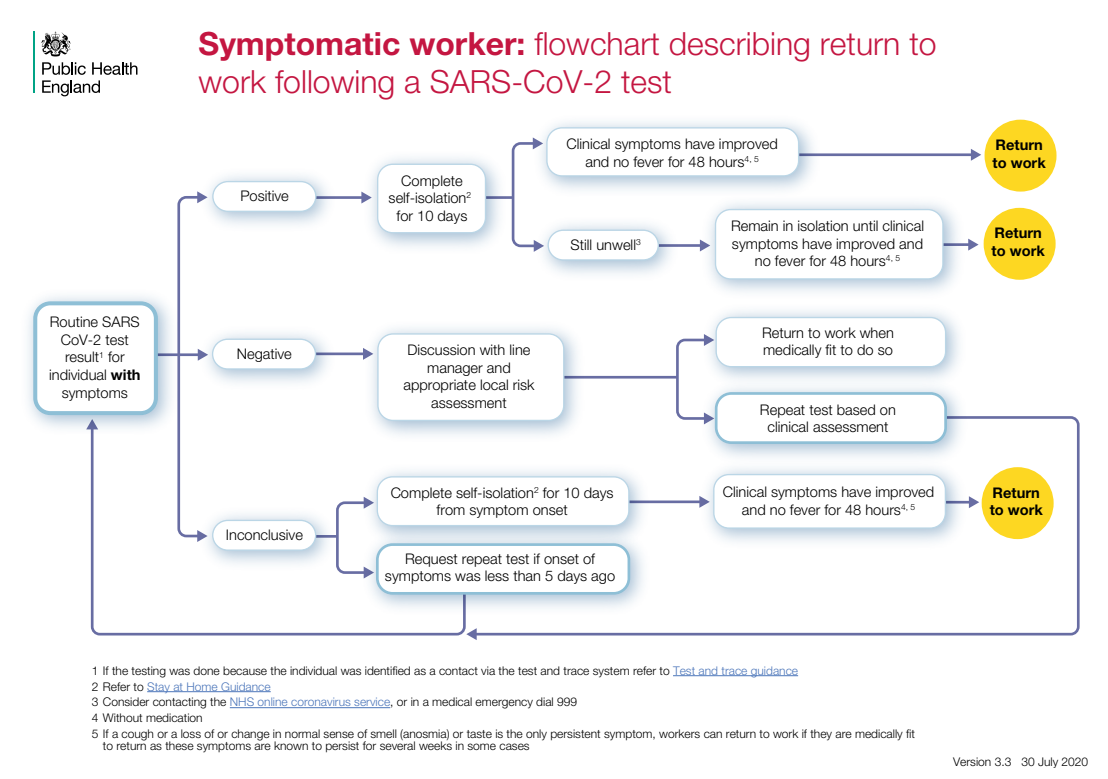 Public Health
England
Symptomatic worker: flowchart describing return to
work following a SARS-CoV-2 test
Routine SARS
CoV-2 test
result¹ for
individual with
symptoms
Positive
Complete
self-isolation²
for 10 days
Clinical symptoms have improved
and no fever for 48 hours⁴, ⁵
Return
to work
Still unwell³
Remain in isolation until clinical
symptoms have improved and
no fever for 48 hours⁴, ⁵
Return
to work
Negative
Discussion with line
manager and
appropriate local risk
assessment
Return to work when
medically fit to do so
Repeat test based on
clinical assessment
Inconclusive
Complete self-isolation² for 10 days
from symptom onset
Clinical symptoms have improved
and no fever for 48 hours⁴, ⁵
Return
to work
Request repeat test if onset of
symptoms was less than 5 days ago
1 If the testing was done because the individual was identified as a contact via the test and trace system refer to Test and trace guidance
2 Refer to Stay at Home Guidance
3 Consider contacting the NHS online coronavirus service, or in a medical emergency dial 999
4 Without medication
5 If a cough or a loss of or change in normal sense of smell (anosmia) or taste is the only persistent symptom, workers can return to work if they are medically fit
to return as these symptoms are known to persist for several weeks in some cases
Version 3.3 30 July 2020